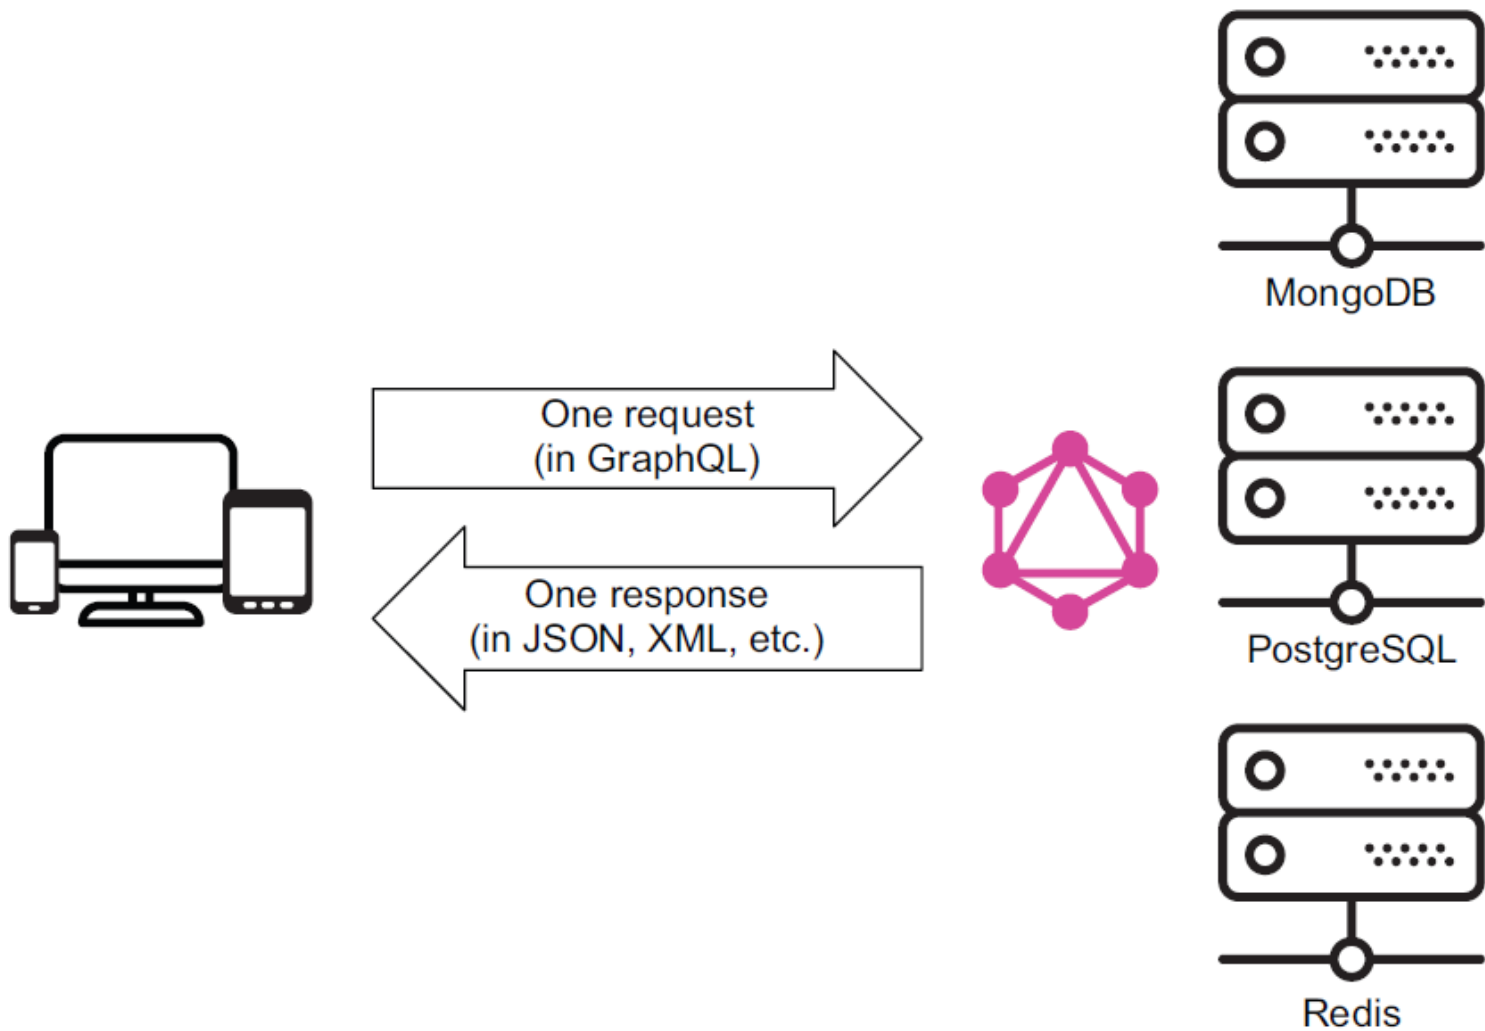 MongoDB
One request
(in GraphQL)
One response
(in JSON, XML, etc.)
PostgreSQL
Redis